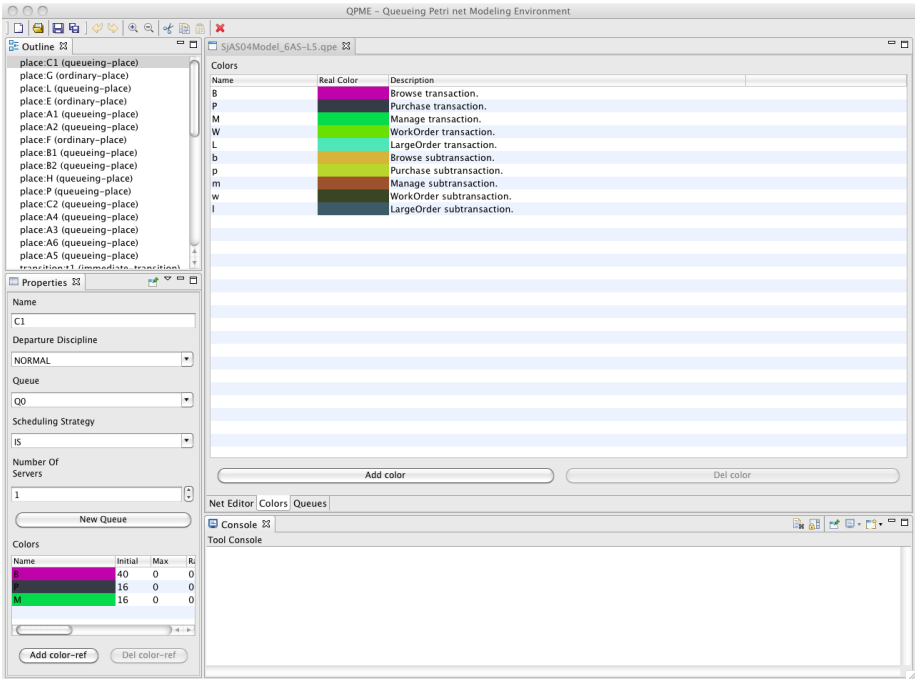 QPME - Queueing Petri net Modeling Environment
Outline
place:C1 (queueing-place)
place:G (ordinary-place)
place:L (queueing-place)
place:E (ordinary-place)
place:A1 (queueing-place)
place:A2 (queueing-place)
place:F (ordinary-place)
place:B1 (queueing-place)
place:B2 (queueing-place)
place:H (queueing-place)
place:P (queueing-place)
place:C2 (queueing-place)
place:A4 (queueing-place)
place:A3 (queueing-place)
place:A6 (queueing-place)
place:A5 (queueing-place)
transition:t1 (immediate-transition)
Properties
Name
C1
Departure Discipline
NORMAL
Queue
Q0
Scheduling Strategy
IS
Number Of
Servers
1
New Queue
Colors
Name Initial Max Ra
B 40 0 0
P 16 0 0
M 16 0 0
Add color-ref Del color-ref
SjAS04Model_6AS-L5.qpe
Colors
Name Real Color Description
B Browse transaction.
P Purchase transaction.
M Manage transaction.
W WorkOrder transaction.
L LargeOrder transaction.
b Browse subtransaction.
p Purchase subtransaction.
m Manage subtransaction.
w WorkOrder subtransaction.
l LargeOrder subtransaction.
Add color Del color
Net Editor Colors Queues
Console
Tool Console